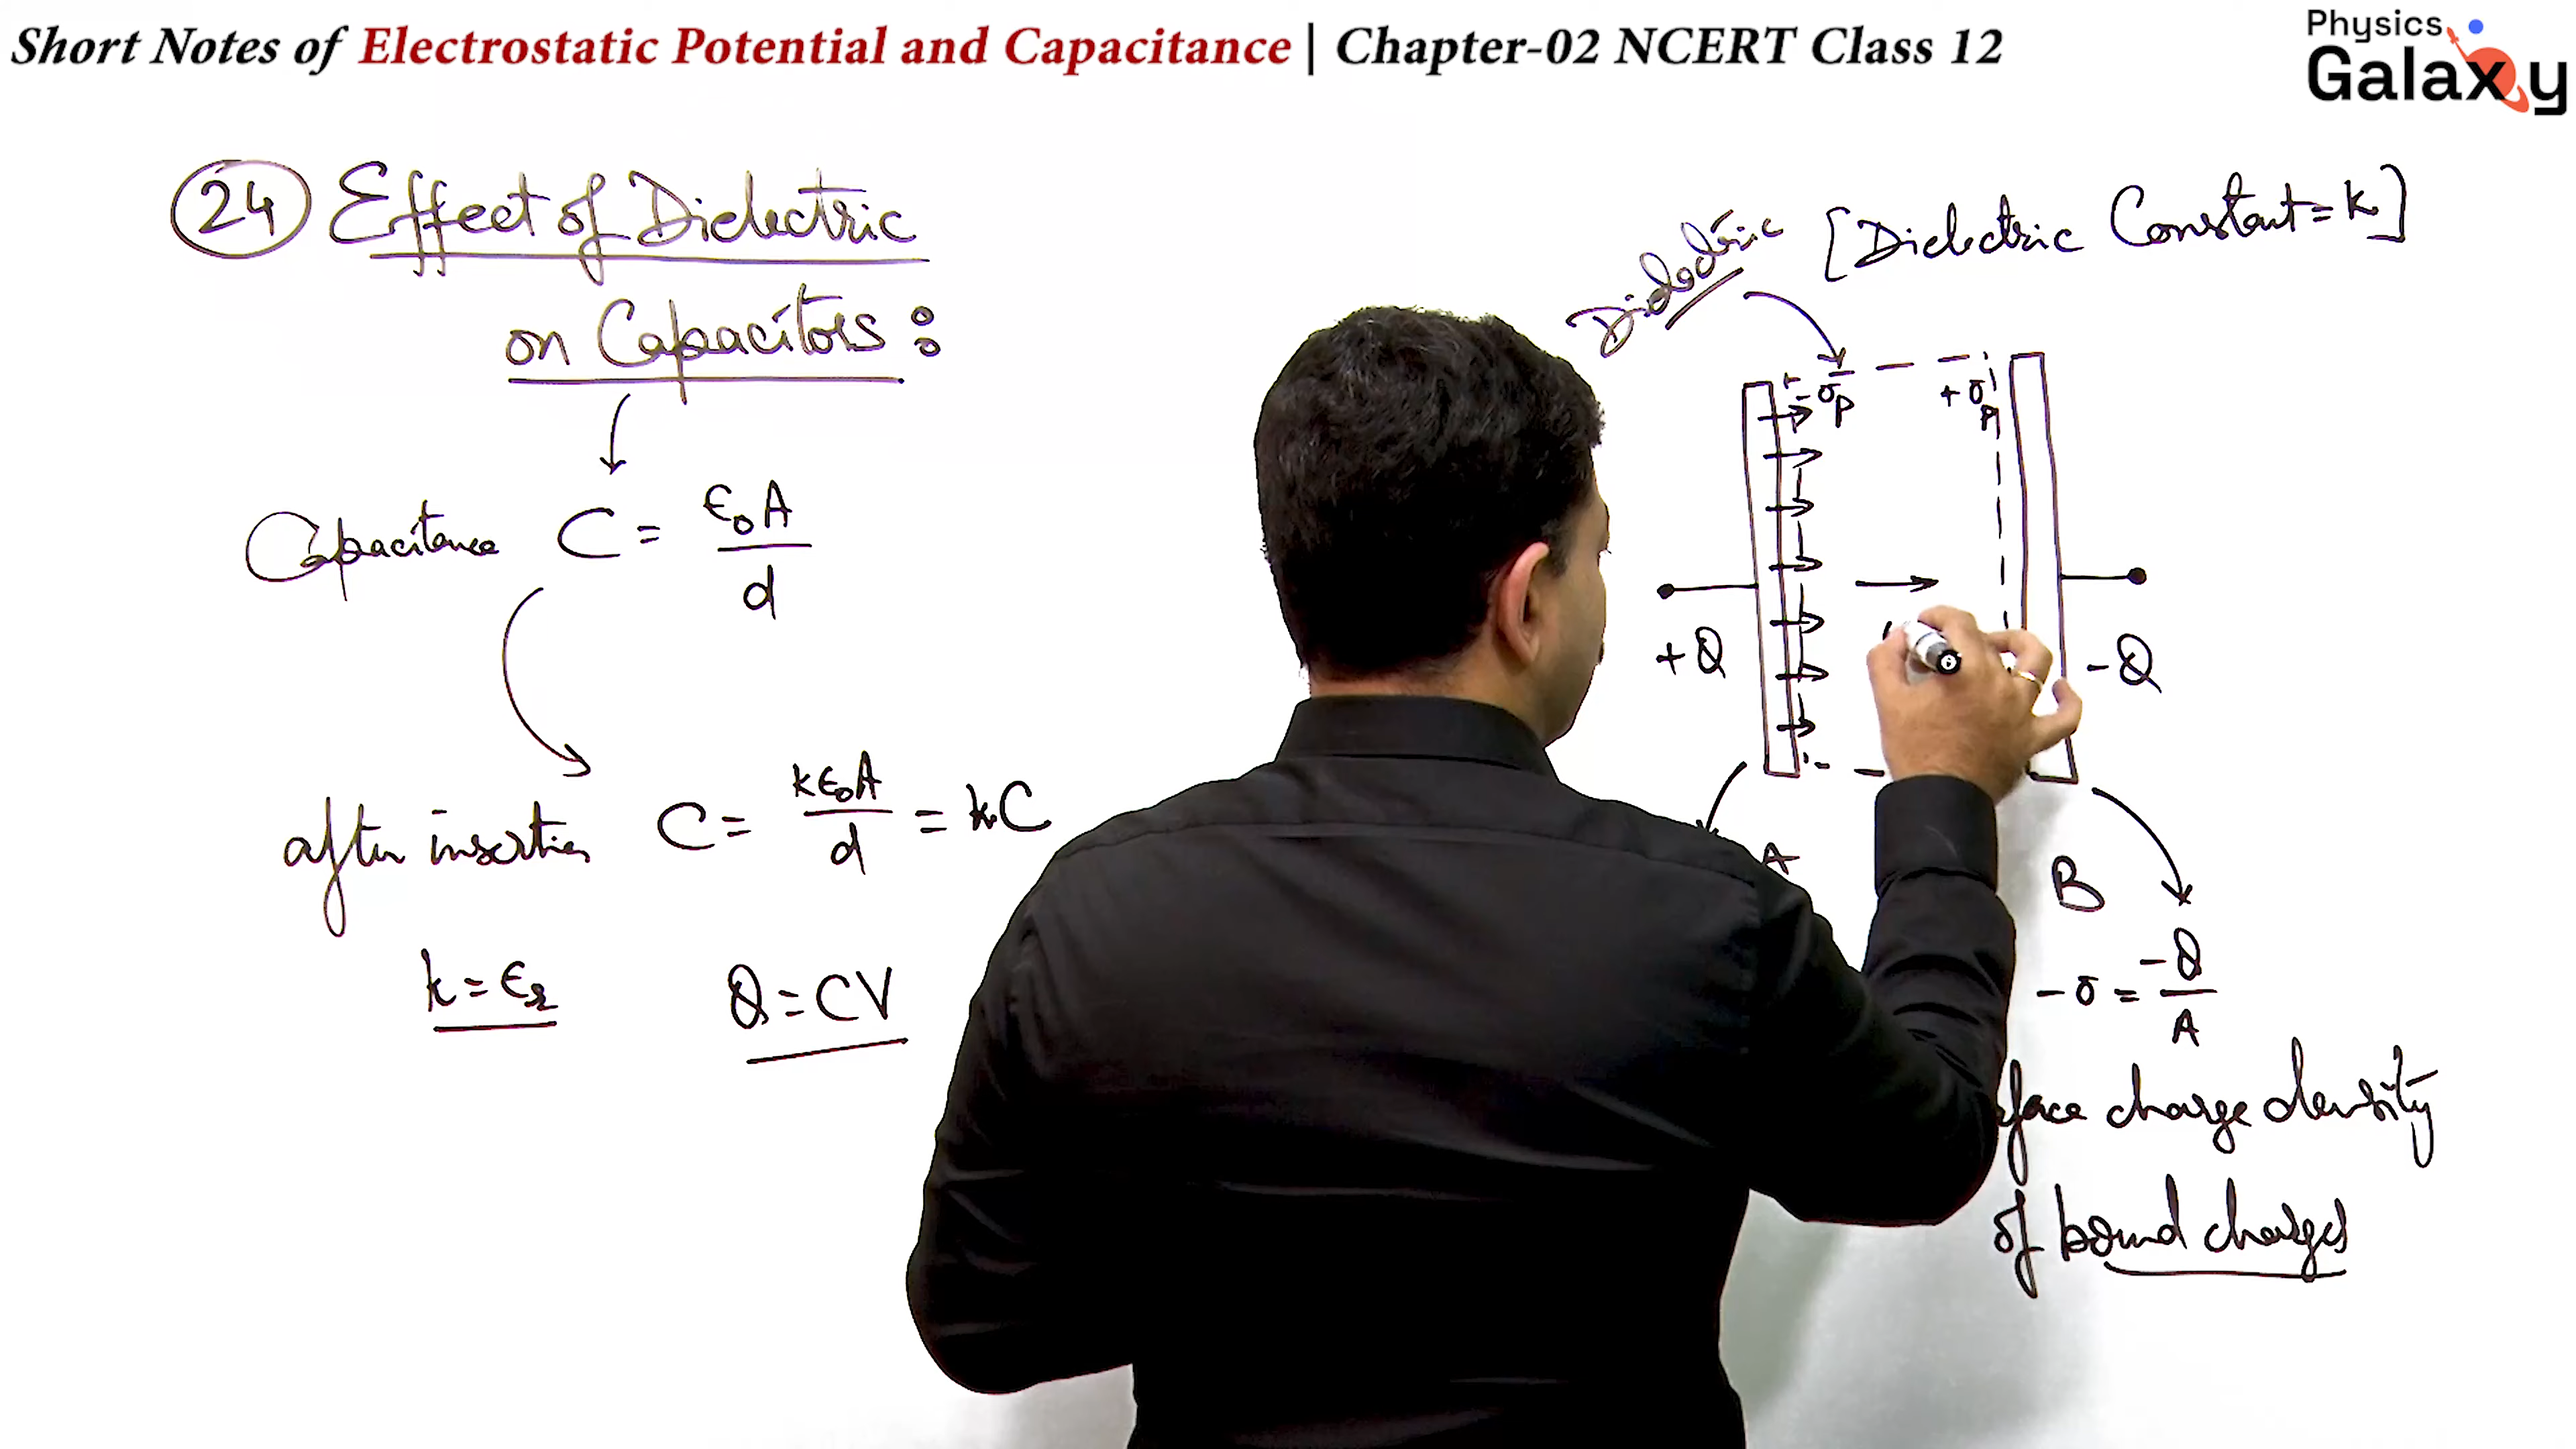 Short Notes of Electrostatic Potential and Capacitance | Chapter-02 NCERT Class 12
Physics
Galaxy
24 Effect of Dielectric
on Capacitors :
Capacitance C = ε₀A / d
after insertion C = kε₀A / d = kC
k = εᵣ
Q = CV
Dielectric [Dielectric Constant = k]
- σp + σp
+ Q - Q
A B
- σ = - Q / A
face charge density
of bound charges